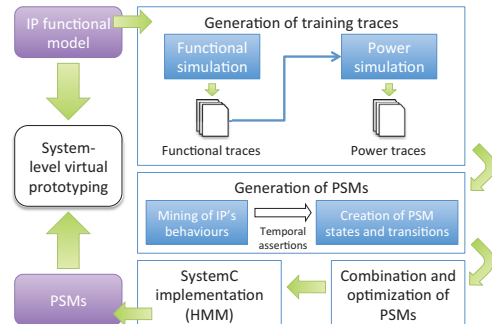 IP functional
model
Generation of training traces
Functional
simulation
Power
simulation
Functional traces
Power traces
System-
level virtual
prototyping
Generation of PSMs
Mining of IP's
behaviours
Temporal
assertions
Creation of PSM
states and transitions
PSMs
SystemC
implementation
(HMM)
Combination and
optimization of
PSMs